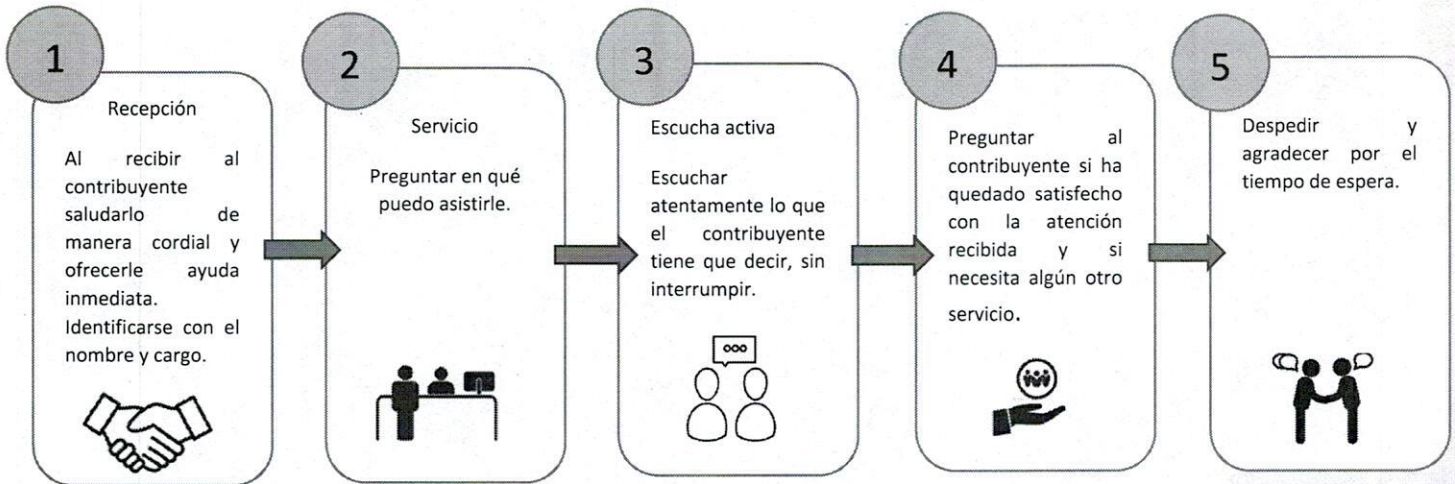 1
Recepción
Al recibir al
contribuyente
saludarlo de
manera cordial y
ofrecerle ayuda
inmediata.
Identificarse con el
nombre y cargo.
2
Servicio
Preguntar en qué
puedo asistirle.
3
Escucha activa
Escuchar
atentamente lo que
el contribuyente
tiene que decir, sin
interrumpir.
4
Preguntar al
contribuyente si ha
quedado satisfecho
con la atención
recibida y si
necesita algún otro
servicio.
5
Despedir y
agradecer por el
tiempo de espera.